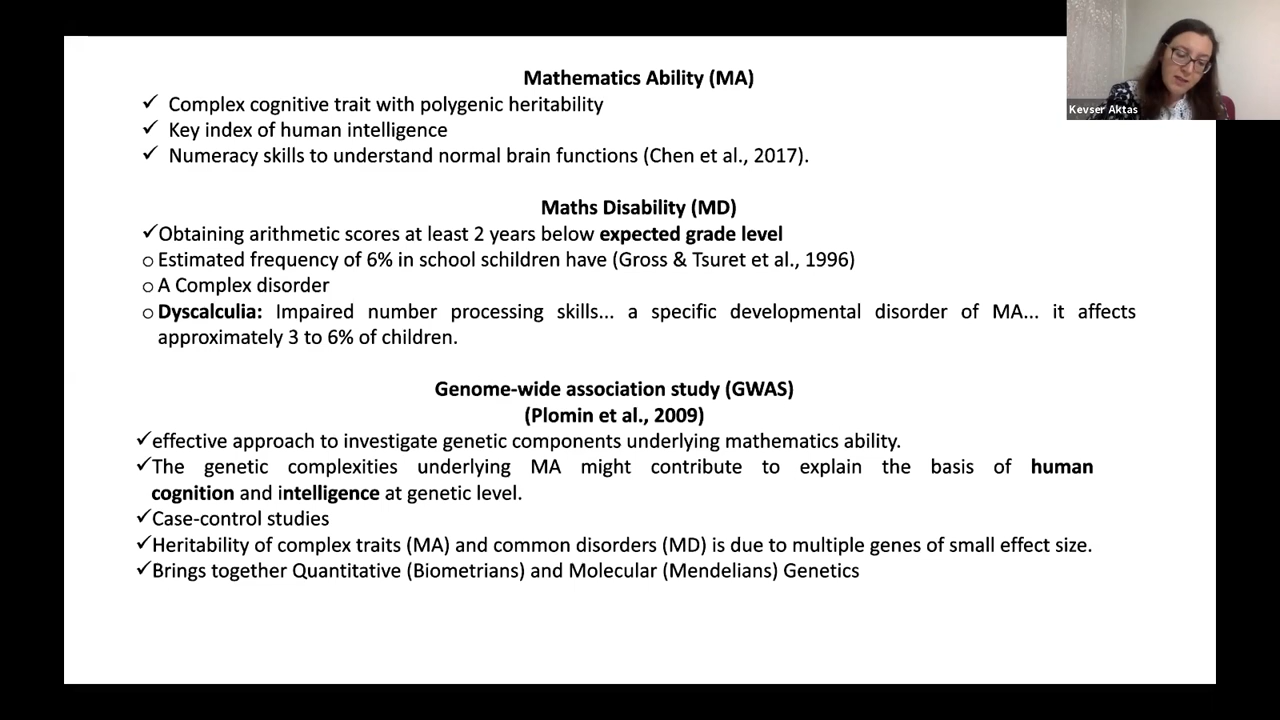 Mathematics Ability (MA)
✓ Complex cognitive trait with polygenic heritability
✓ Key index of human intelligence
✓ Numeracy skills to understand normal brain functions (Chen et al., 2017).
Maths Disability (MD)
✓Obtaining arithmetic scores at least 2 years below expected grade level
o Estimated frequency of 6% in school schildren have (Gross & Tsuret et al., 1996)
o A Complex disorder
o Dyscalculia: Impaired number processing skills... a specific developmental disorder of MA... it affects
approximately 3 to 6% of children.
Genome-wide association study (GWAS)
(Plomin et al., 2009)
✓effective approach to investigate genetic components underlying mathematics ability.
✓The genetic complexities underlying MA might contribute to explain the basis of human
cognition and intelligence at genetic level.
✓Case-control studies
✓Heritability of complex traits (MA) and common disorders (MD) is due to multiple genes of small effect size.
✓Brings together Quantitative (Biometrians) and Molecular (Mendelians) Genetics
Kevser Aktas